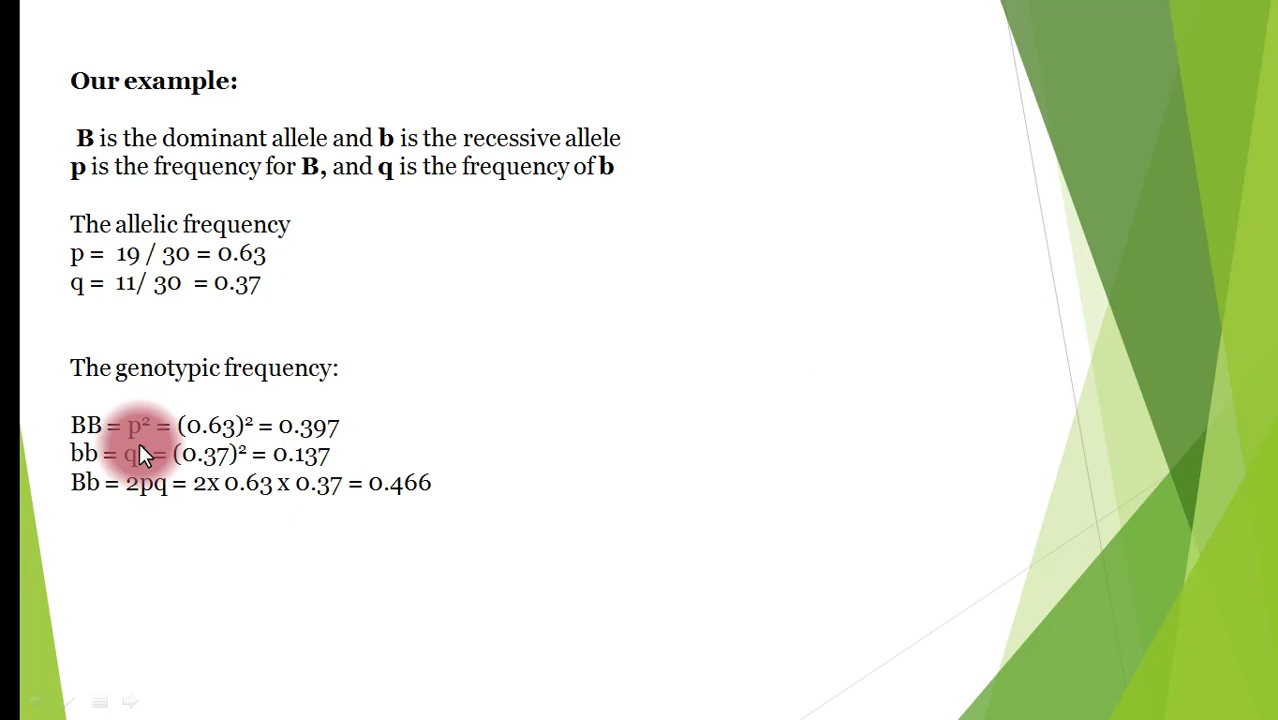 Our example:
B is the dominant allele and b is the recessive allele
p is the frequency for B, and q is the frequency of b
The allelic frequency
p = 19 / 30 = 0.63
q = 11/ 30 = 0.37
The genotypic frequency:
BB = p² = (0.63)² = 0.397
bb = q = (0.37)² = 0.137
Bb = 2pq = 2x 0.63 x 0.37 = 0.466